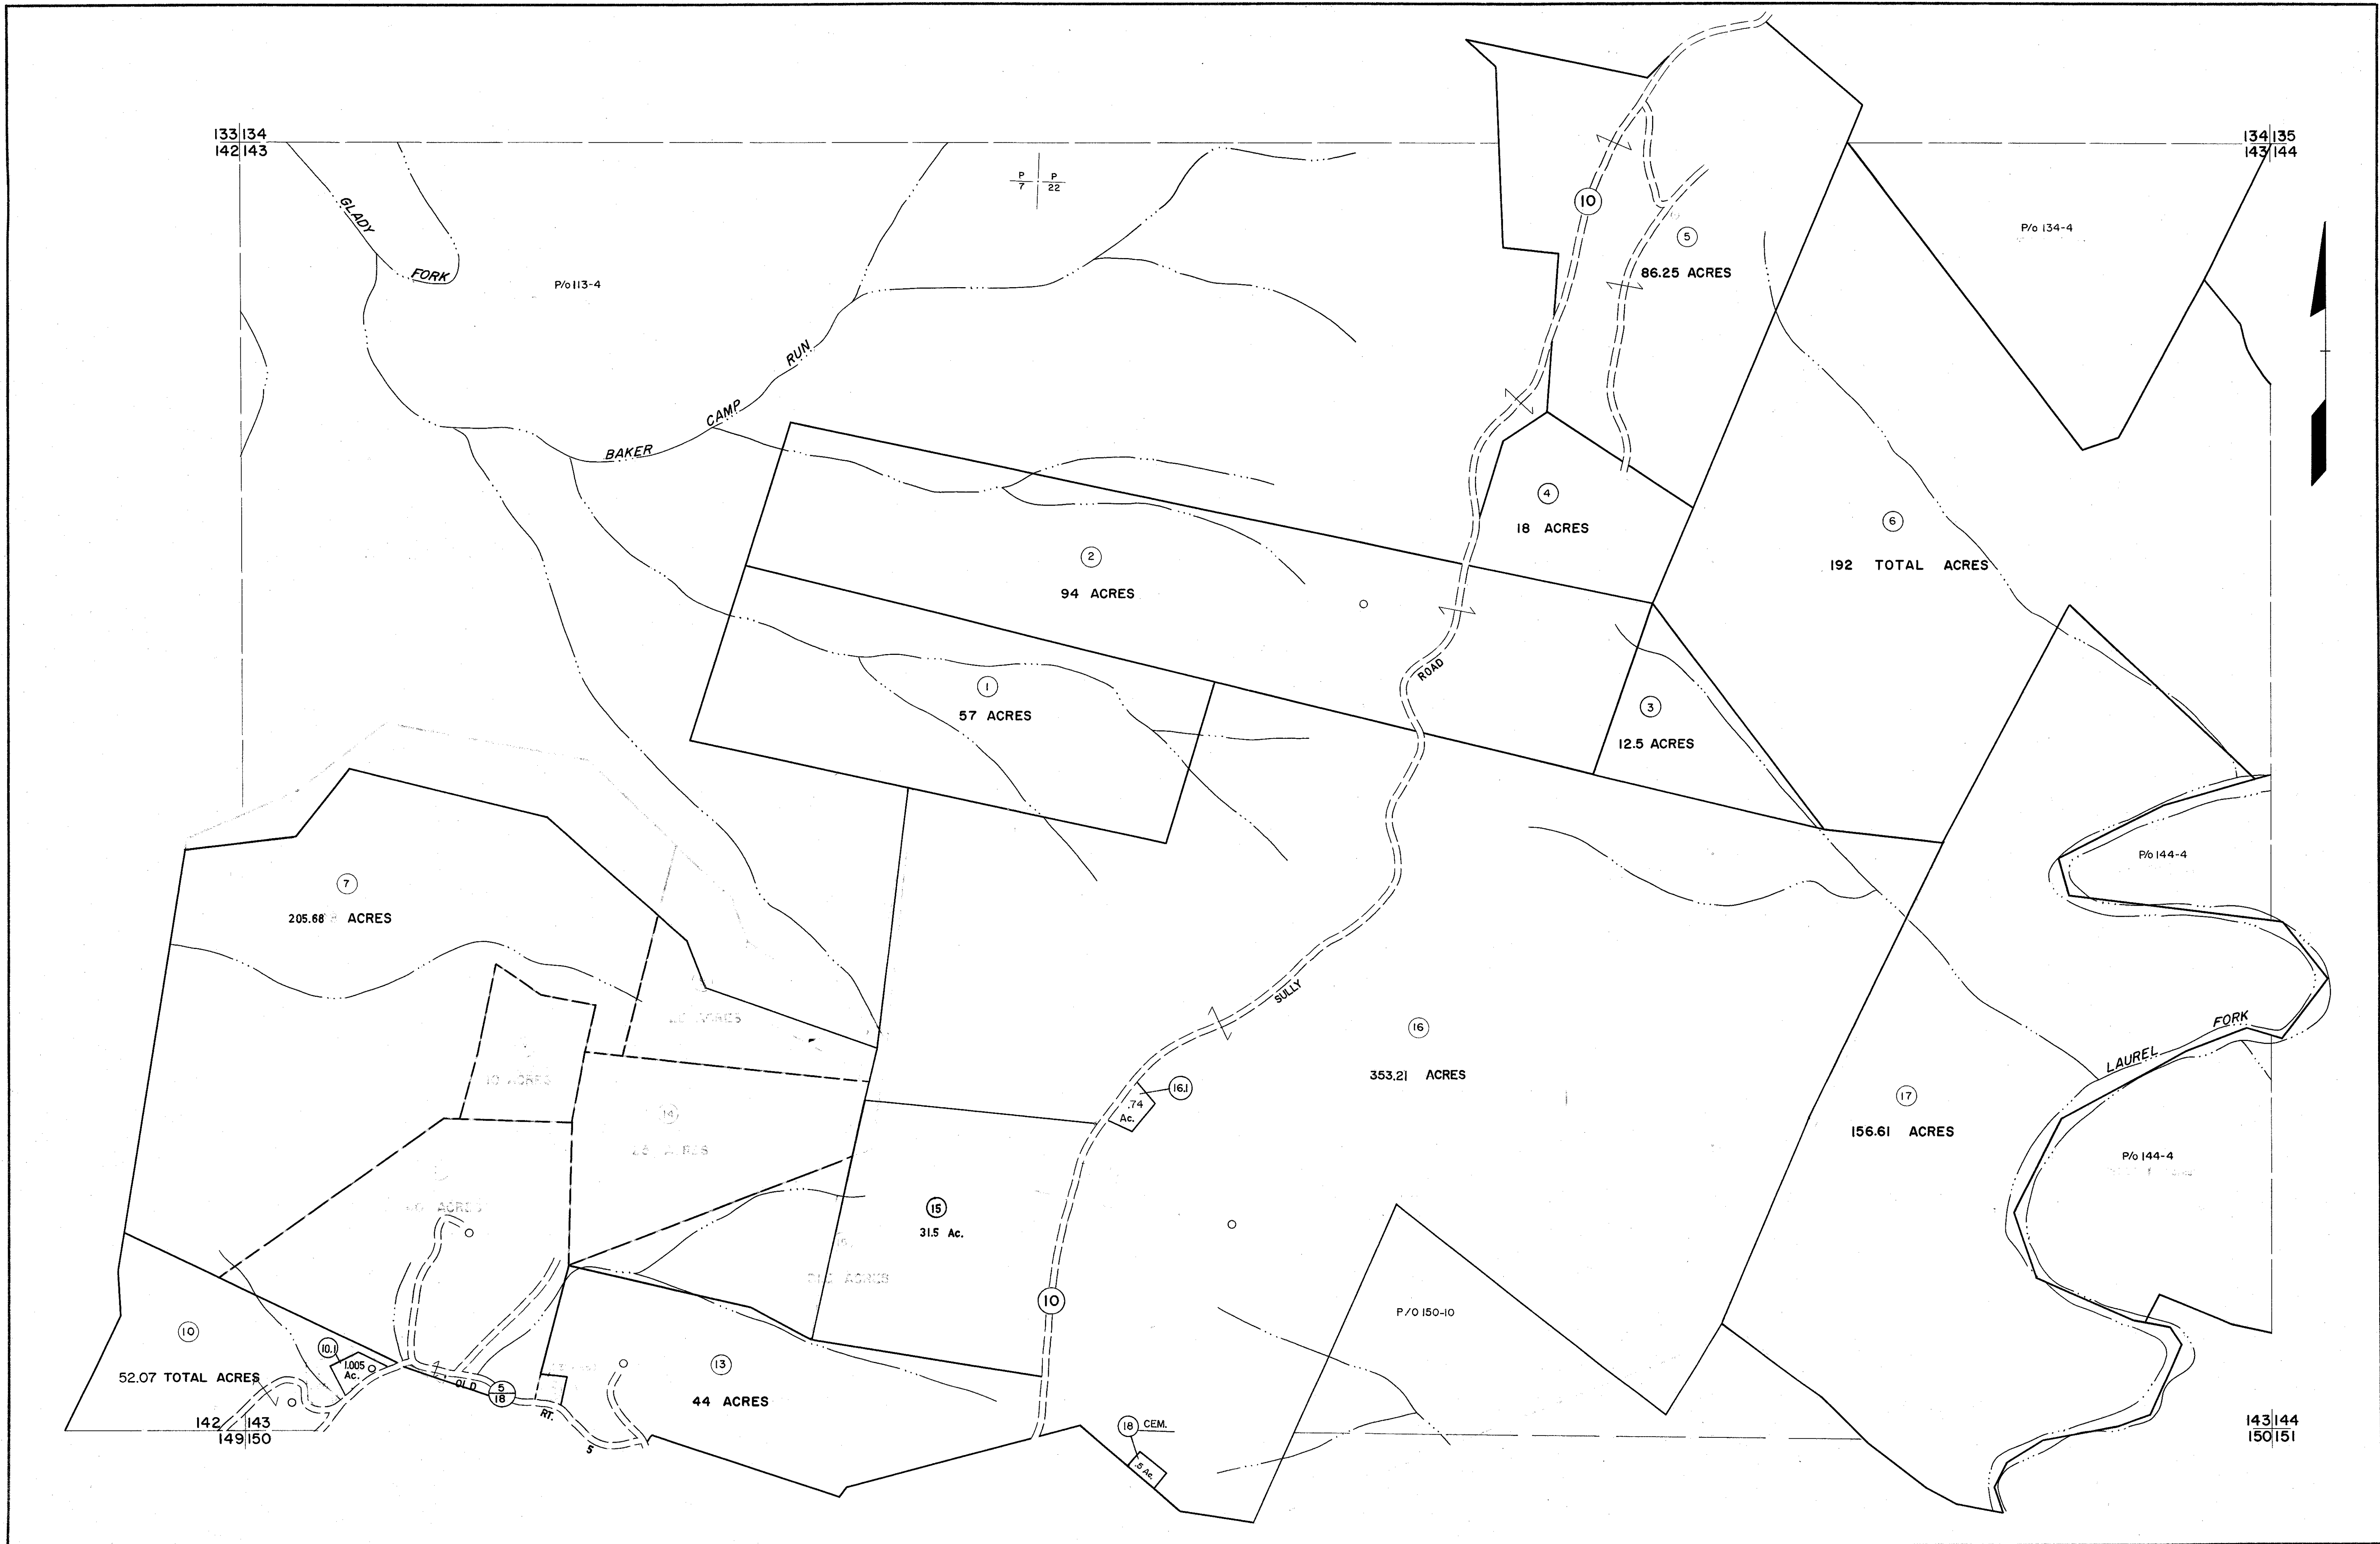 133 134
142 143
134 135
143 144
P P
7 22
GLADY
FORK
P/o 113-4
10
5
86.25 ACRES
P/o 134-4
RUN
CAMP
BAKER
4
18 ACRES
6
192 TOTAL ACRES
2
94 ACRES
ROAD
1
57 ACRES
3
12.5 ACRES
7
205.68 ACRES
P/o 144-4
SULLY
16
353.21 ACRES
FORK
LAUREL
ACRES
10 ACRES
16.1
.74
Ac.
14
17
156.61 ACRES
P/o 144-4
ACRES
15
31.5 Ac.
ACRES
10
P/O 150-10
10
52.07 TOTAL ACRES
10.1
1.005
Ac.
OLD
5
18
RT.
5
13
44 ACRES
18 CEM.
.5 Ac.
142 143
149 150
143 144
150 151